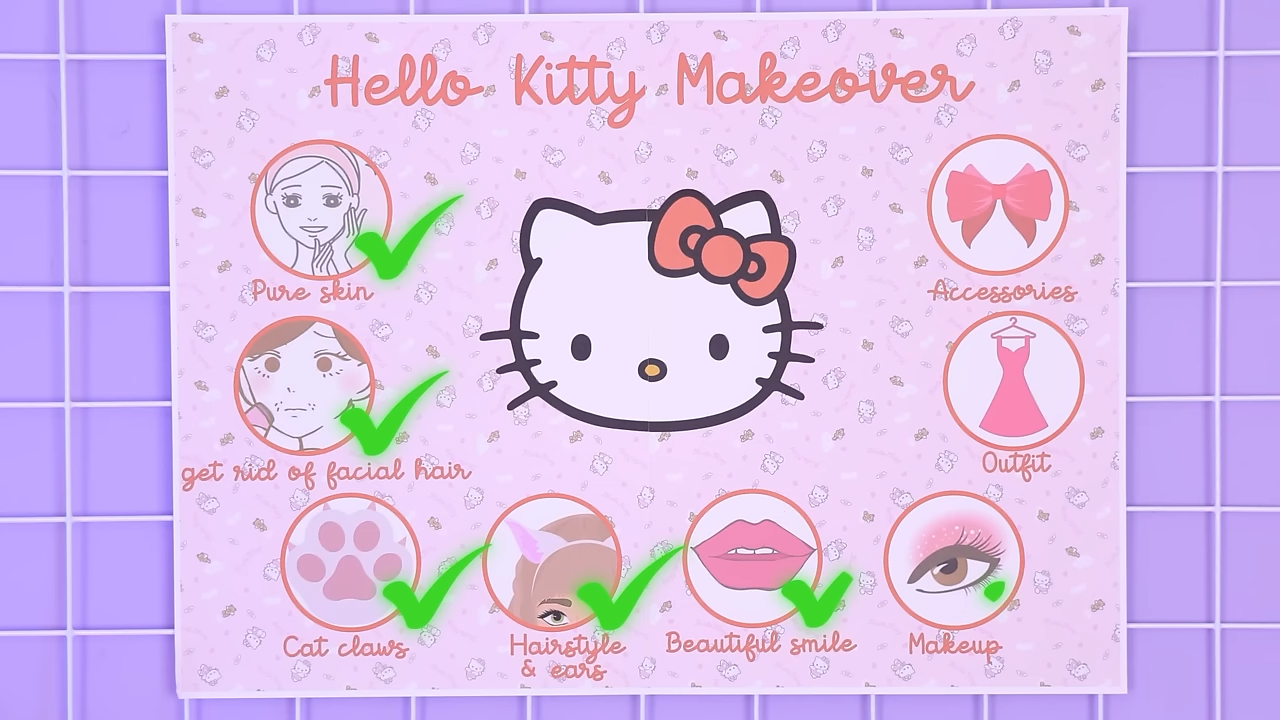 Hello Kitty Makeover
Pure skin
Accessories
get rid of facial hair
Outfit
Cat claws
Hairstyle
& ears
Beautiful smile
Makeup